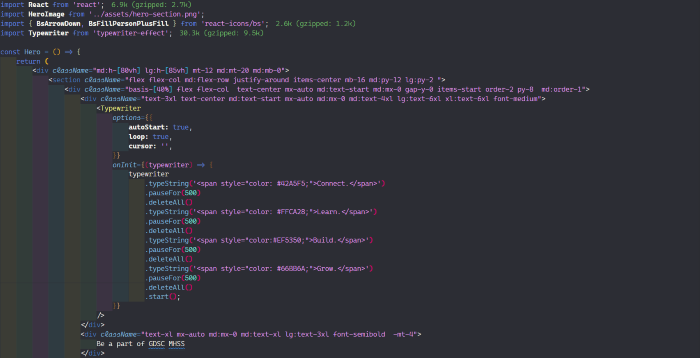 import React from 'react'; 6.9k (gzipped: 2.7k)
import HeroImage from '../assets/hero-section.png';
import { BsArrowDown, BsFillPersonPlusFill } from 'react-icons/bs'; 2.6k (gzipped: 1.2k)
import Typewriter from 'typewriter-effect'; 30.3k (gzipped: 9.5k)
const Hero = () => {
return (
<div className="md:h-[80vh] lg:h-[85vh] mt-12 md:mt-20 md:mb-0">
<section className="flex flex-col md:flex-row justify-around items-center mb-16 md:py-12 lg:py-2 ">
<div className="basis-[40%] flex flex-col  text-center mx-auto md:text-start md:mx-0 gap-y-0 items-start order-2 py-8  md:order-1">
<div className="text-3xl text-center md:text-start mx-auto md:mx-0 md:text-4xl lg:text-6xl xl:text-6xl font-medium">
<Typewriter
options={{
autoStart: true,
loop: true,
cursor: '',
}}
onInit={(typewriter) => {
typewriter
.typeString('<span style="color: #42A5F5;">Connect.</span>')
.pauseFor(500)
.deleteAll()
.typeString('<span style="color: #FFCA28;">Learn.</span>')
.pauseFor(500)
.deleteAll()
.typeString('<span style="color:#EF5350;">Build.</span>')
.pauseFor(500)
.deleteAll()
.typeString('<span style="color: #66BB6A;">Grow.</span>')
.pauseFor(500)
.deleteAll()
.start();
}}
/>
</div>
<div className="text-xl mx-auto md:mx-0 md:text-xl lg:text-3xl font-semibold  -mt-4">
Be a part of GDSC MHSS
</div>